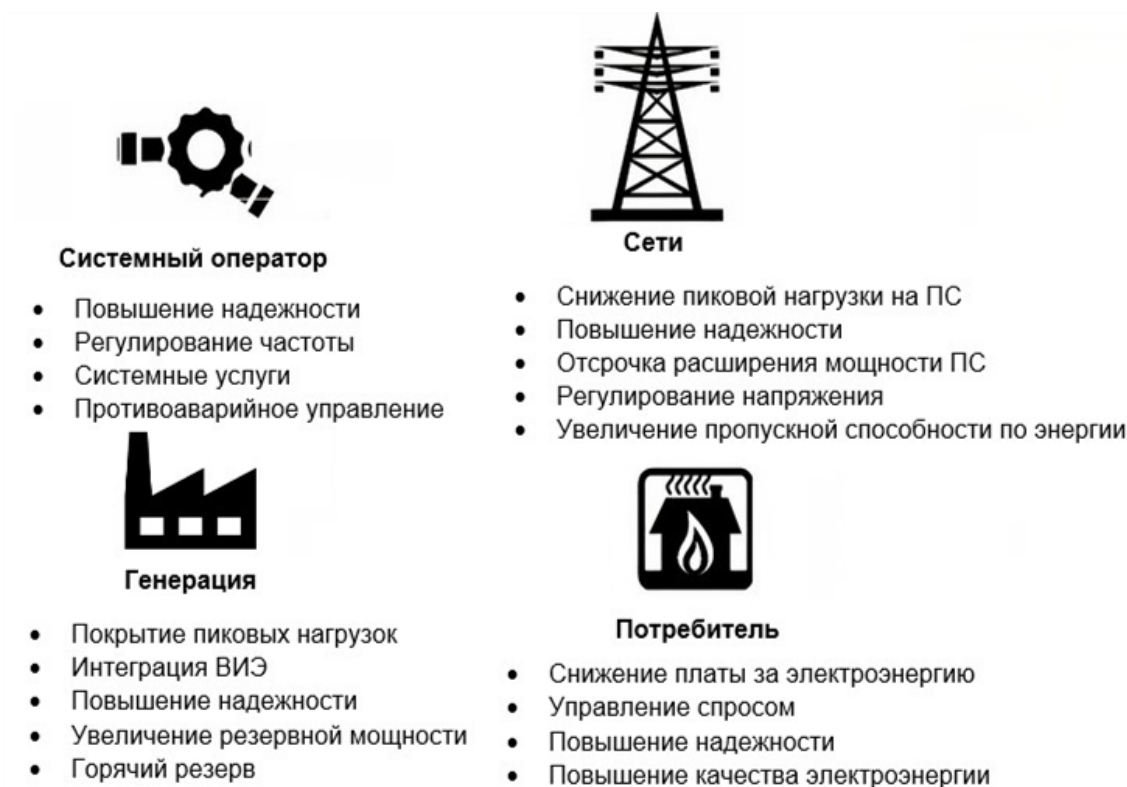 Системный оператор
• Повышение надежности
• Регулирование частоты
• Системные услуги
• Противоаварийное управление
Сети
• Снижение пиковой нагрузки на ПС
• Повышение надежности
• Отсрочка расширения мощности ПС
• Регулирование напряжения
• Увеличение пропускной способности по энергии
Генерация
• Покрытие пиковых нагрузок
• Интеграция ВИЭ
• Повышение надежности
• Увеличение резервной мощности
• Горячий резерв
Потребитель
• Снижение платы за электроэнергию
• Управление спросом
• Повышение надежности
• Повышение качества электроэнергии